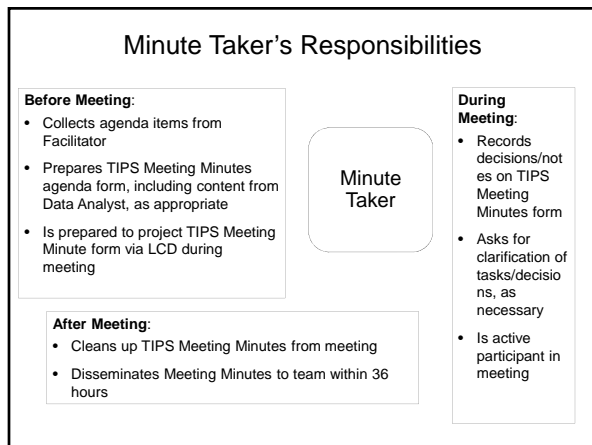 Minute Taker’s Responsibilities
Before Meeting:
• Collects agenda items from
Facilitator
• Prepares TIPS Meeting Minutes
agenda form, including content from
Data Analyst, as appropriate
• Is prepared to project TIPS Meeting
Minute form via LCD during
meeting
Minute
Taker
During
Meeting:
• Records
decisions/not
es on TIPS
Meeting
Minutes form
• Asks for
clarification of
tasks/decisio
ns, as
necessary
• Is active
participant in
meeting
After Meeting:
• Cleans up TIPS Meeting Minutes from meeting
• Disseminates Meeting Minutes to team within 36
hours